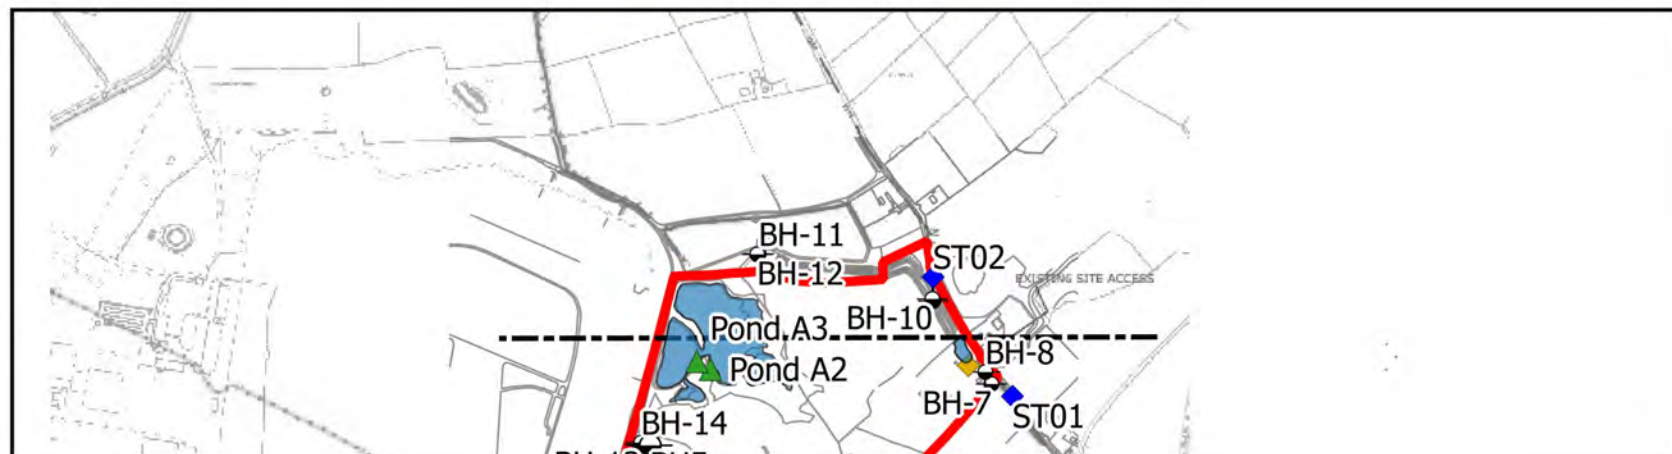 BH-11
ST02
BH-12
EXISTING SITE ACCESS
BH-10
Pond A3
BH-8
Pond A2
BH-7
ST01
BH-14